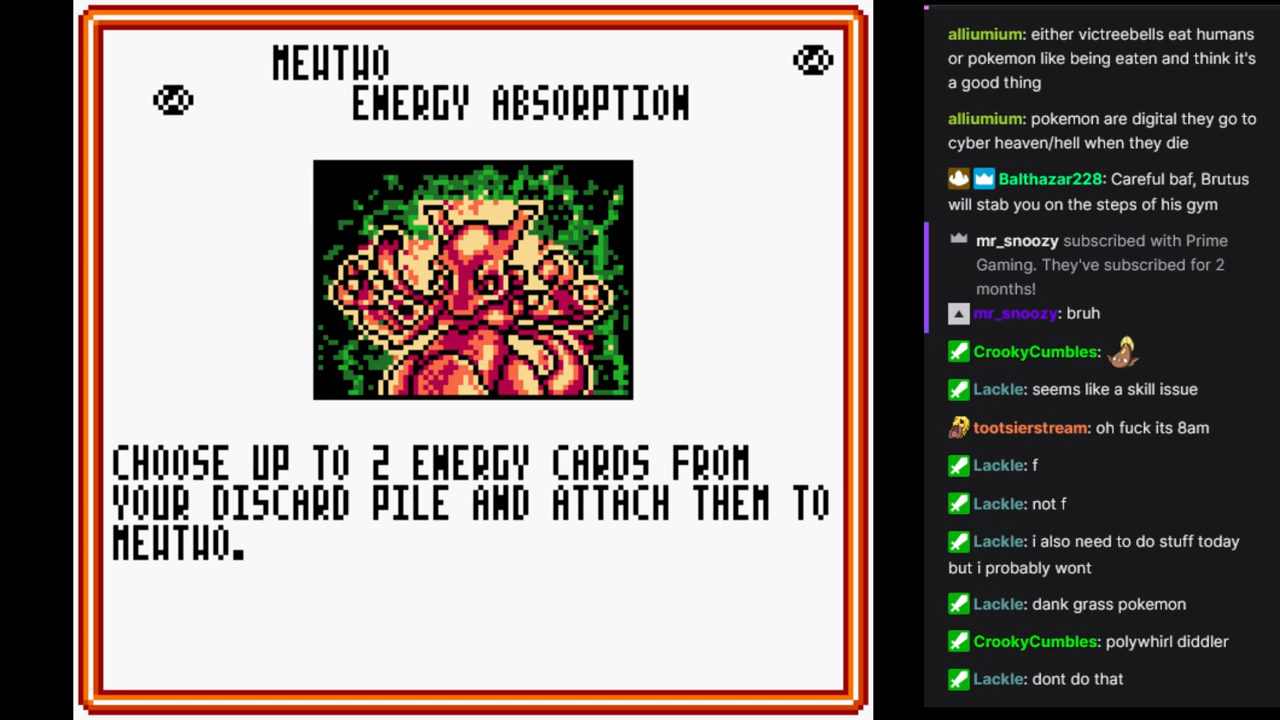 MEWTWO
ENERGY ABSORPTION
CHOOSE UP TO 2 ENERGY CARDS FROM
YOUR DISCARD PILE AND ATTACH THEM TO
MEWTWO.
alliumium: either victreebells eat humans
or pokemon like being eaten and think it's
a good thing
alliumium: pokemon are digital they go to
cyber heaven/hell when they die
Balthazar228: Careful baf, Brutus
will stab you on the steps of his gym
mr_snoozy subscribed with Prime
Gaming. They've subscribed for 2
months!
mr_snoozy: bruh
CrookyCumbles:
Lackle: seems like a skill issue
tootsierstream: oh fuck its 8am
Lackle: f
Lackle: not f
Lackle: i also need to do stuff today
but i probably wont
Lackle: dank grass pokemon
CrookyCumbles: polywhirl diddler
Lackle: dont do that